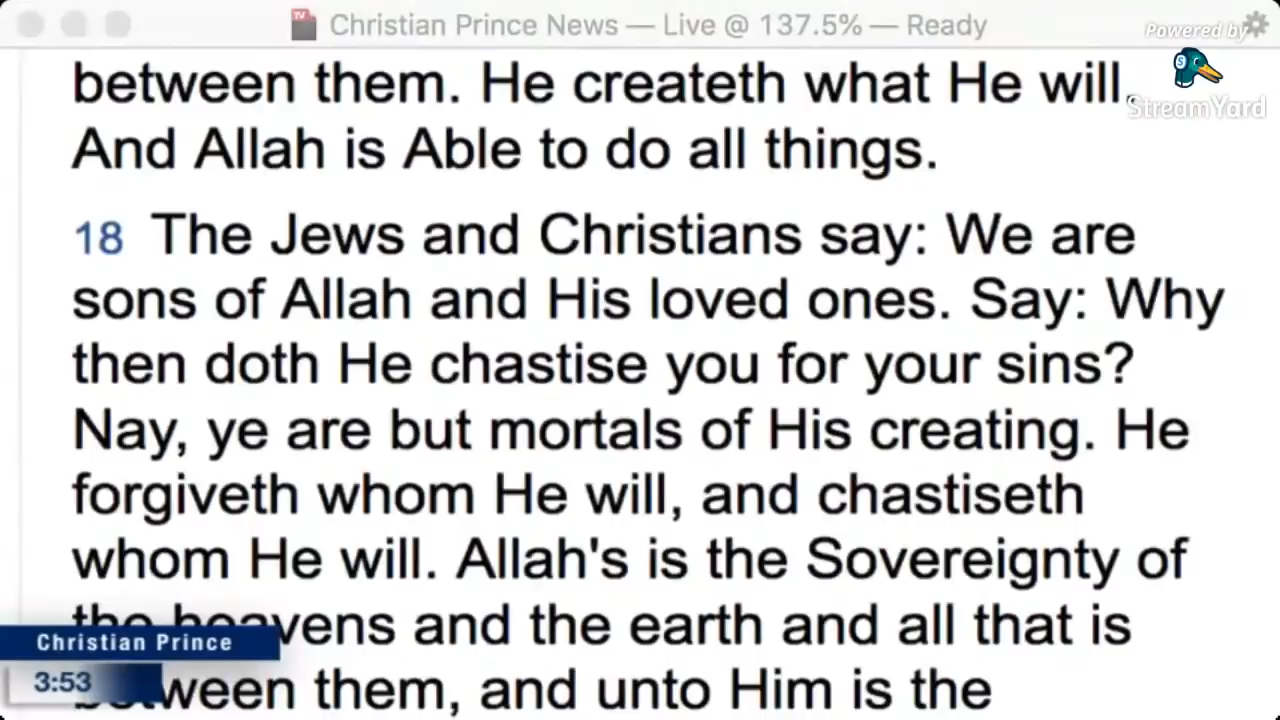 Christian Prince News — Live @ 137.5% — Ready
Powered by
StreamYard
between them. He createth what He will.
And Allah is Able to do all things.
18 The Jews and Christians say: We are
sons of Allah and His loved ones. Say: Why
then doth He chastise you for your sins?
Nay, ye are but mortals of His creating. He
forgiveth whom He will, and chastiseth
whom He will. Allah's is the Sovereignty of
the heavens and the earth and all that is
between them, and unto Him is the
Christian Prince
3:53